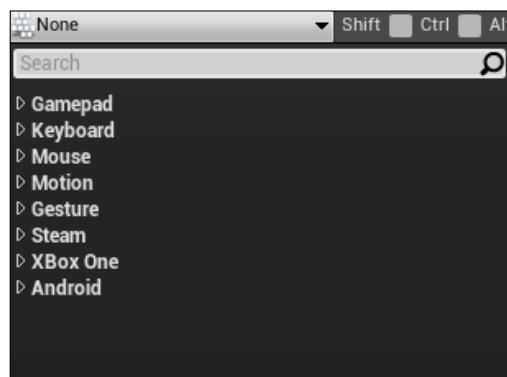 None Shift Ctrl
Search
Gamepad
Keyboard
Mouse
Motion
Gesture
Steam
XBox One
Android